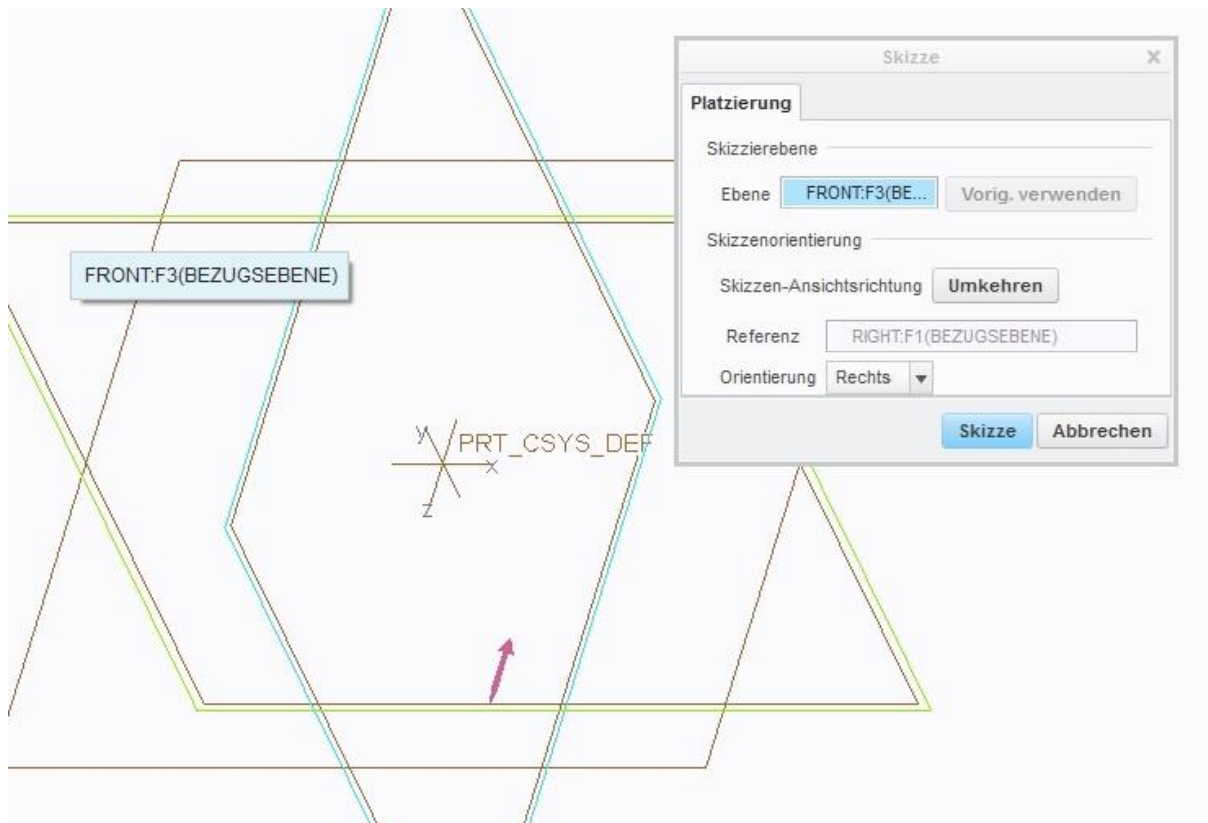 Skizze
Platzierung
Skizzierebene
Ebene FRONT:F3(BE... Vorig. verwenden
Skizzenorientierung
Skizzen-Ansichtsrichtung Umkehren
Referenz RIGHT:F1(BEZUGSEBENE)
Orientierung Rechts
Skizze Abbrechen
FRONT:F3(BEZUGSEBENE)
y PRT_CSYS_DEF
x
z